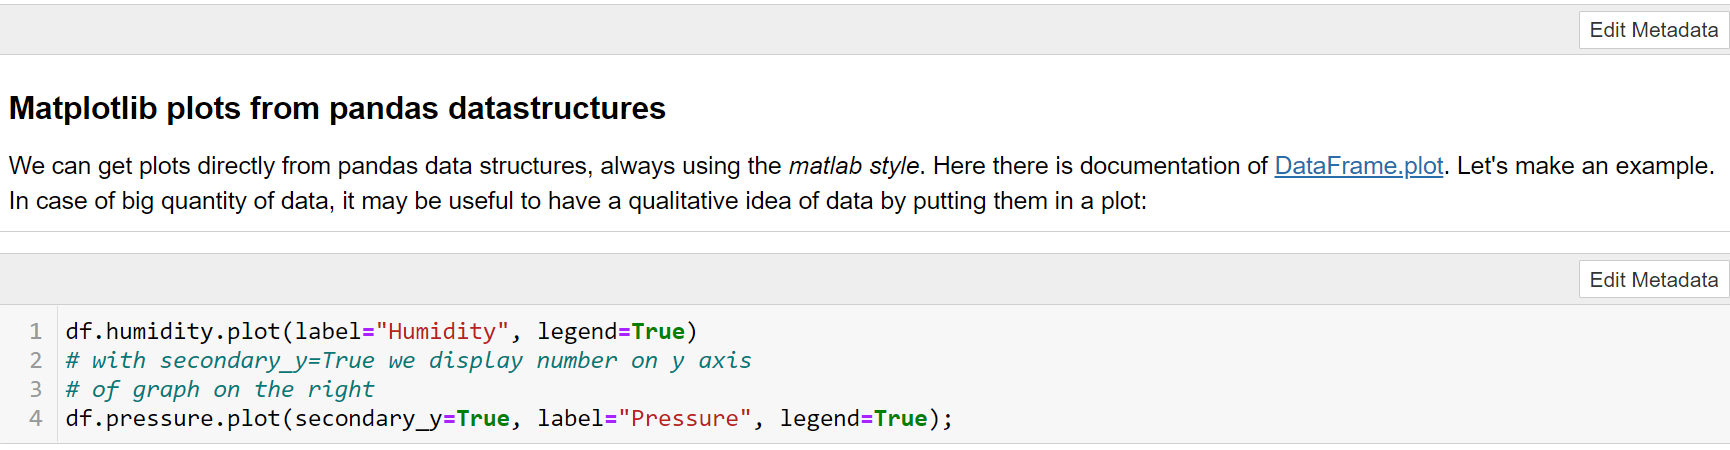 Edit Metadata
Matplotlib plots from pandas datastructures
We can get plots directly from pandas data structures, always using the matlab style. Here there is documentation of DataFrame.plot. Let's make an example.
In case of big quantity of data, it may be useful to have a qualitative idea of data by putting them in a plot:
Edit Metadata
1 df.humidity.plot(label="Humidity", legend=True)
2 # with secondary_y=True we display number on y axis
3 # of graph on the right
4 df.pressure.plot(secondary_y=True, label="Pressure", legend=True);